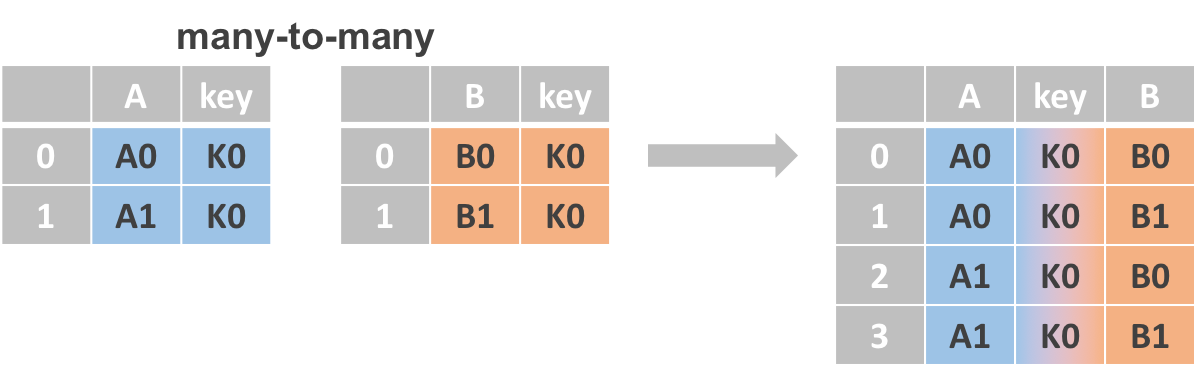 many-to-many
A key
0 A0 K0
1 A1 K0
B key
0 B0 K0
1 B1 K0
A key B
0 A0 K0 B0
1 A0 K0 B1
2 A1 K0 B0
3 A1 K0 B1